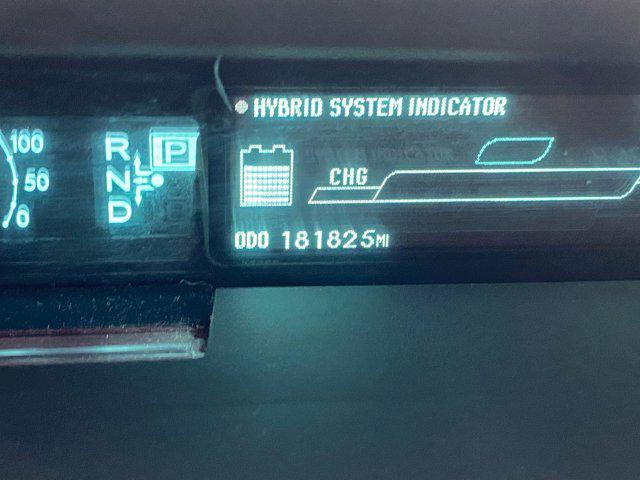 100
50
0
R
N
D
P
HYBRID SYSTEM INDICATOR
CHG
ODO 181825MI